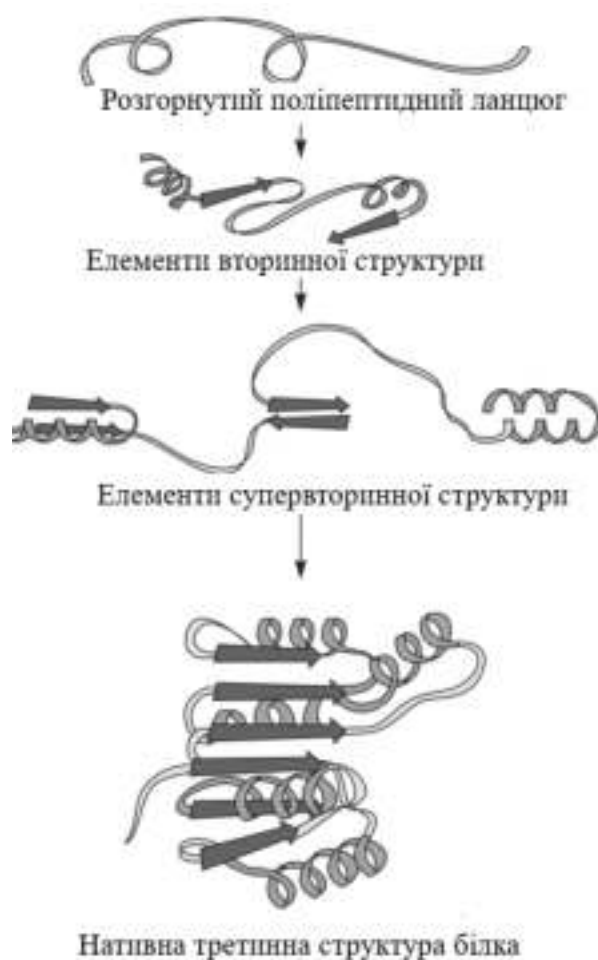 Розгорнутий поліпептидний ланцюг
Елементи вторинної структури
Елементи супервторинної структури
Нативна третинна структура білка